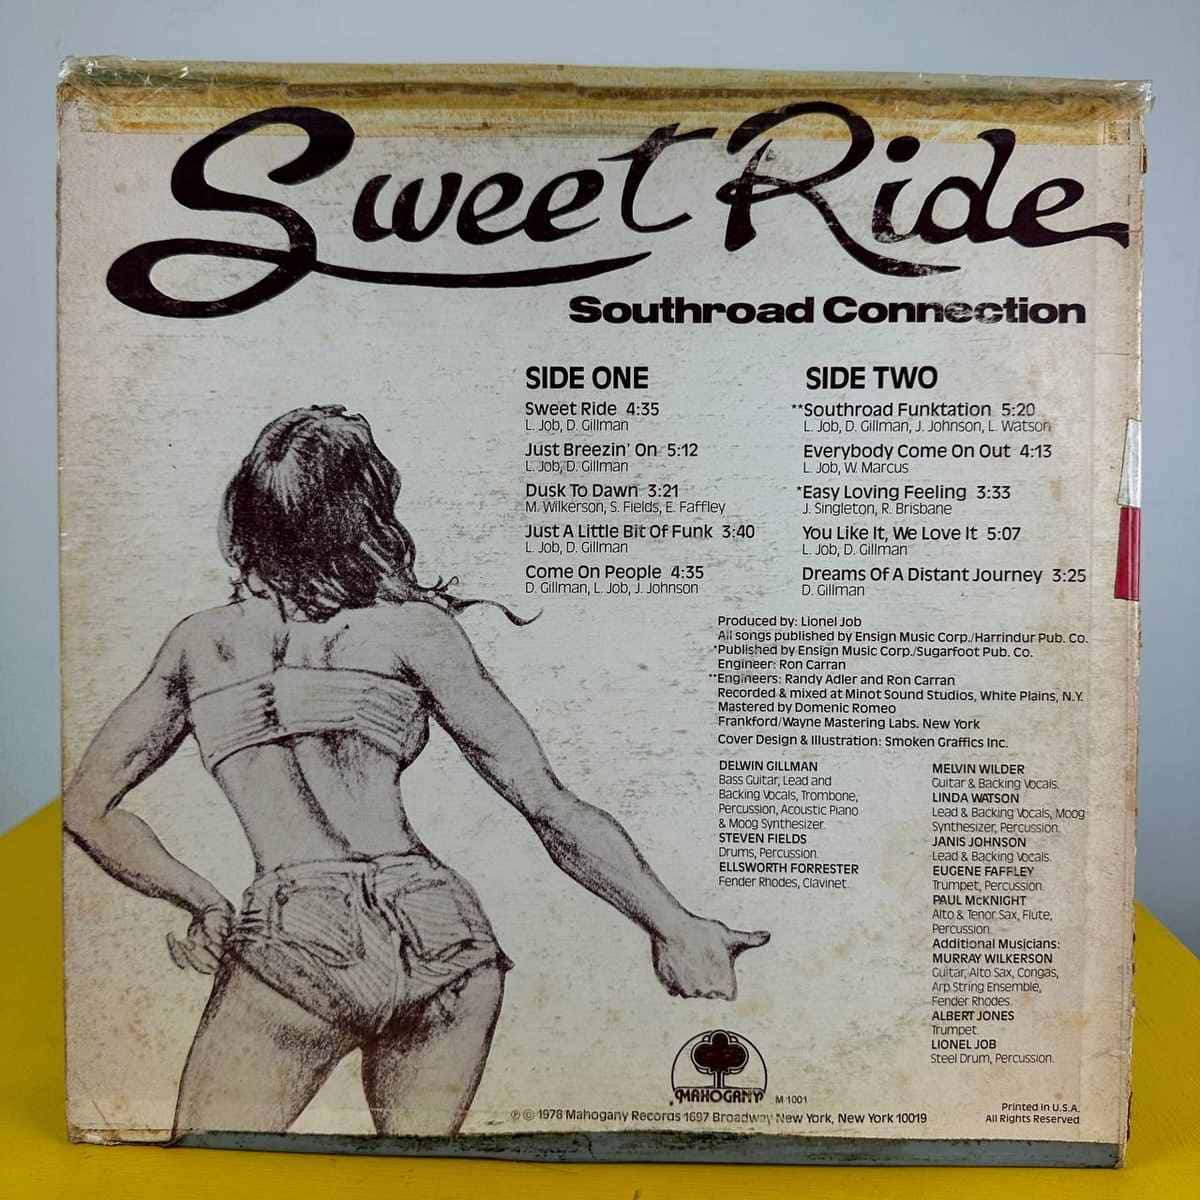 Sweet Ride
Southroad Connection
SIDE ONE
Sweet Ride 4:35
L. Job, D. Gillman
Just Breezin' On 5:12
L. Job, D. Gillman
Dusk To Dawn 3:21
M. Wilkerson, S. Fields, E. Faffley
Just A Little Bit Of Funk 3:40
L. Job, D. Gillman
Come On People 4:35
D. Gillman, L. Job, J. Johnson
SIDE TWO
**Southroad Funktation 5:20
L. Job, D. Gillman, J. Johnson, L. Watson
Everybody Come On Out 4:13
L. Job, W. Marcus
*Easy Loving Feeling 3:33
J. Singleton, R. Brisbane
You Like It, We Love It 5:07
L. Job, D. Gillman
Dreams Of A Distant Journey 3:25
D. Gillman
Produced by: Lionel Job
All songs published by Ensign Music Corp./Harrindur Pub. Co.
*Published by Ensign Music Corp./Sugarfoot Pub. Co.
Engineer: Ron Carran
**Engineers: Randy Adler and Ron Carran
Recorded & mixed at Minot Sound Studios, White Plains, N.Y.
Mastered by Domenic Romeo
Frankford/Wayne Mastering Labs. New York
Cover Design & Illustration: Smoken Graffics Inc.
DELWIN GILLMAN
Bass Guitar, Lead and
Backing Vocals, Trombone,
Percussion, Acoustic Piano
& Moog Synthesizer.
STEVEN FIELDS
Drums, Percussion.
ELLSWORTH FORRESTER
Fender Rhodes, Clavinet.
MELVIN WILDER
Guitar & Backing Vocals.
LINDA WATSON
Lead & Backing Vocals, Moog
Synthesizer, Percussion.
JANIS JOHNSON
Lead & Backing Vocals.
EUGENE FAFFLEY
Trumpet, Percussion.
PAUL McKNIGHT
Alto & Tenor Sax, Flute,
Percussion.
Additional Musicians:
MURRAY WILKERSON
Guitar, Alto Sax, Congas,
Arp String Ensemble,
Fender Rhodes.
ALBERT JONES
Trumpet.
LIONEL JOB
Steel Drum, Percussion.
MAHOGANY M 1001
℗ © 1978 Mahogany Records 1697 Broadway New York, New York 10019
Printed in U.S.A.
All Rights Reserved